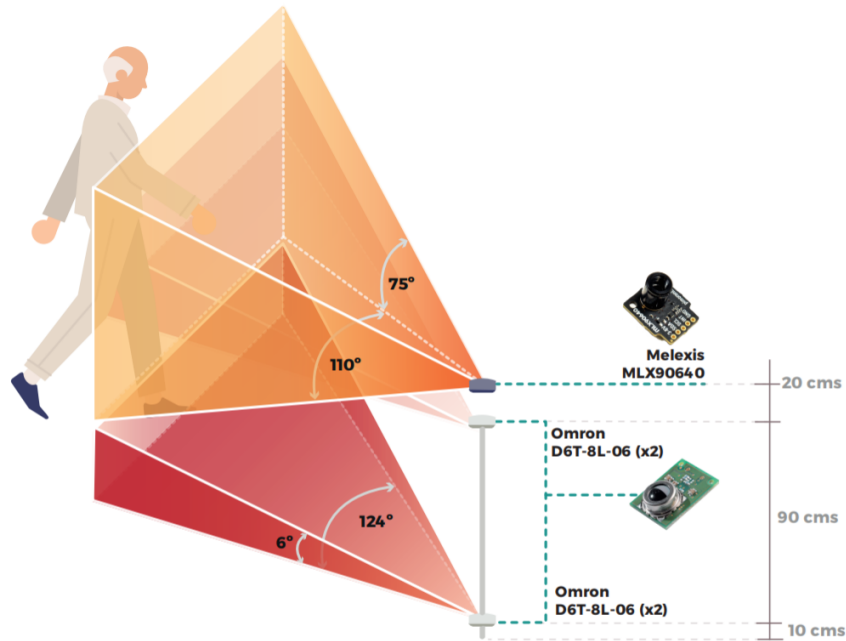 75°
110°
Melexis
MLX90640
20 cms
Omron
D6T-8L-06 (x2)
124°
90 cms
6°
Omron
D6T-8L-06 (x2)
10 cms